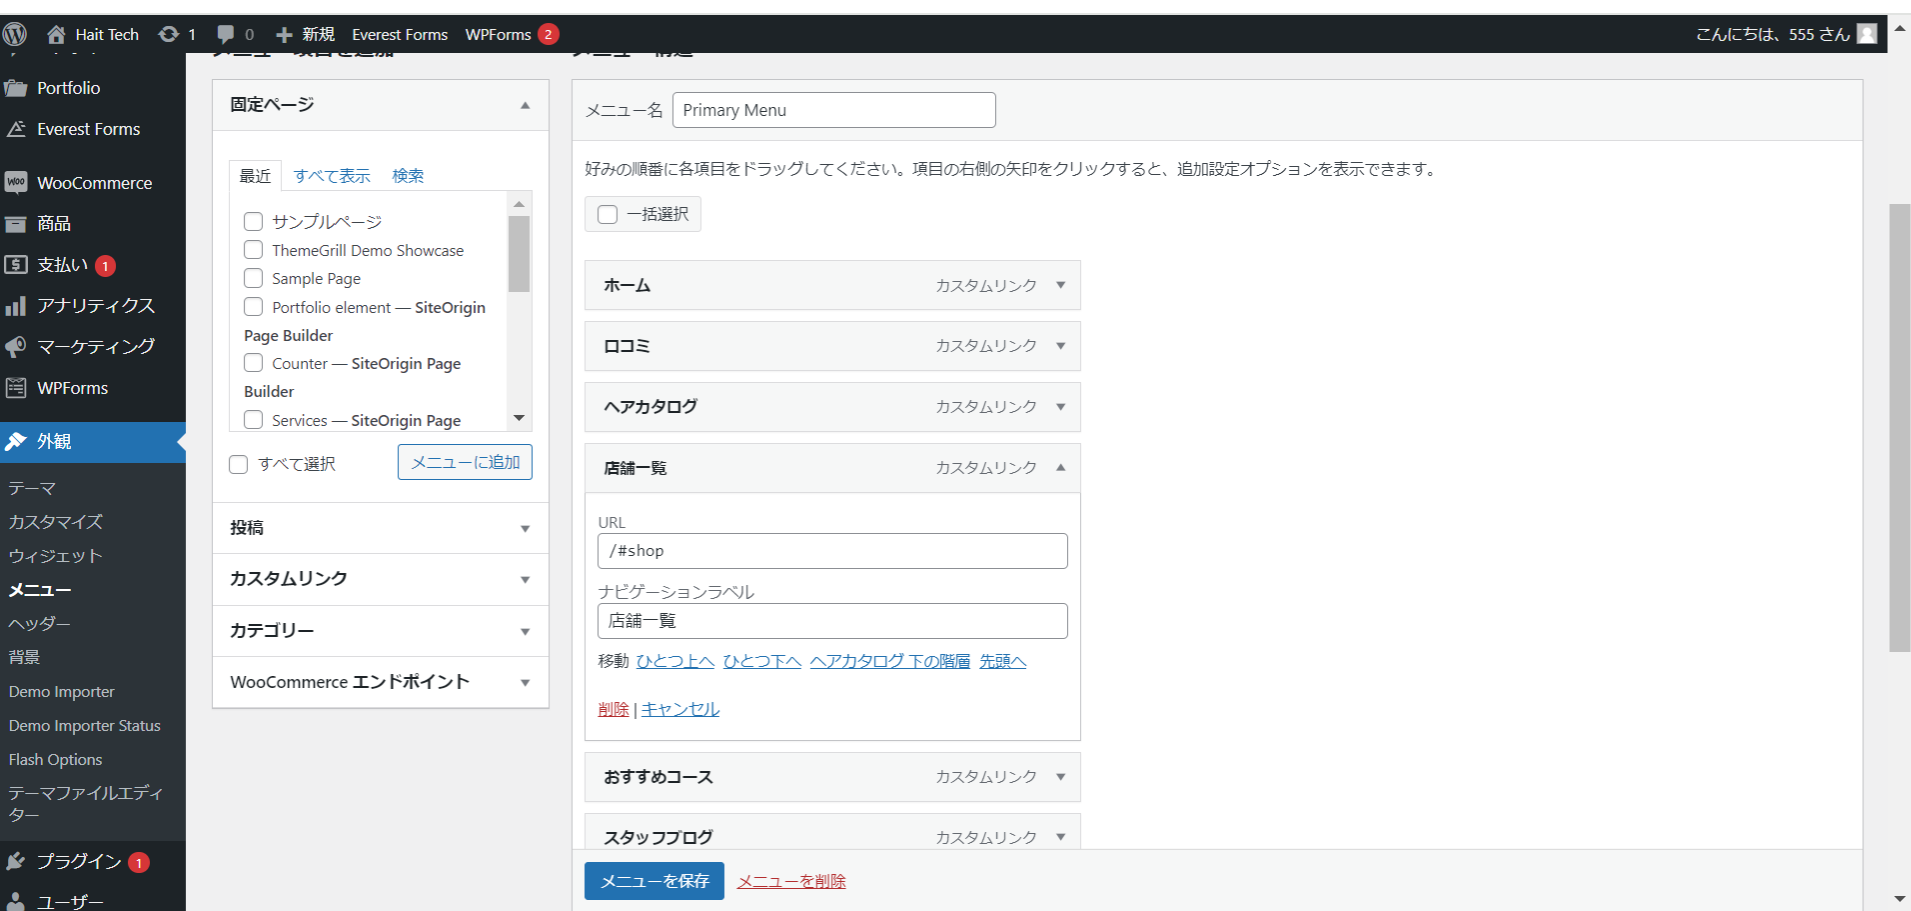 Hait Tech 1 0 新規 Everest Forms WPForms 2 こんにちは、555 さん
Portfolio
Everest Forms
WooCommerce
商品
支払い 1
アナリティクス
マーケティング
WPForms
外観
テーマ
カスタマイズ
ウィジェット
メニュー
ヘッダー
背景
Demo Importer
Demo Importer Status
Flash Options
テーマファイルエディ
ター
プラグイン 1
ユーザー
固定ページ
最近 すべて表示 検索
サンプルページ
ThemeGrill Demo Showcase
Sample Page
Portfolio element — SiteOrigin
Page Builder
Counter — SiteOrigin Page
Builder
Services — SiteOrigin Page
すべて選択 メニューに追加
投稿
カスタムリンク
カテゴリー
WooCommerce エンドポイント
メニュー名 Primary Menu
好みの順番に各項目をドラッグしてください。項目の右側の矢印をクリックすると、追加設定オプションを表示できます。
一括選択
ホーム カスタムリンク
口コミ カスタムリンク
ヘアカタログ カスタムリンク
店舗一覧 カスタムリンク
URL
/#shop
ナビゲーションラベル
店舗一覧
移動 ひとつ上へ ひとつ下へ ヘアカタログ 下の階層 先頭へ
削除 | キャンセル
おすすめコース カスタムリンク
スタッフブログ カスタムリンク
メニューを保存 メニューを削除